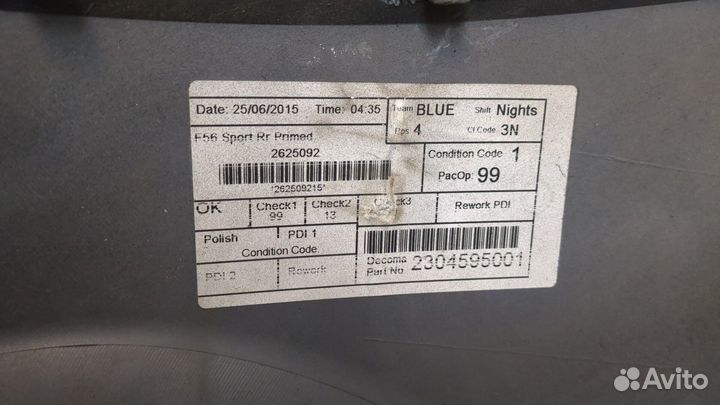 Date: 25/06/2015 Time: 04:35
Team BLUE Shift Nights
Pos 4 Cl Code 3N
F56 Sport Rr Primed
2625092
*262509215*
Condition Code 1
PacOp: 99
OK Check1 99 Check2 13 Check3 Rework PDI
Polish PDI 1
Condition Code.
PDI 2 Rework
Decoma Part No 2304595001
Avito